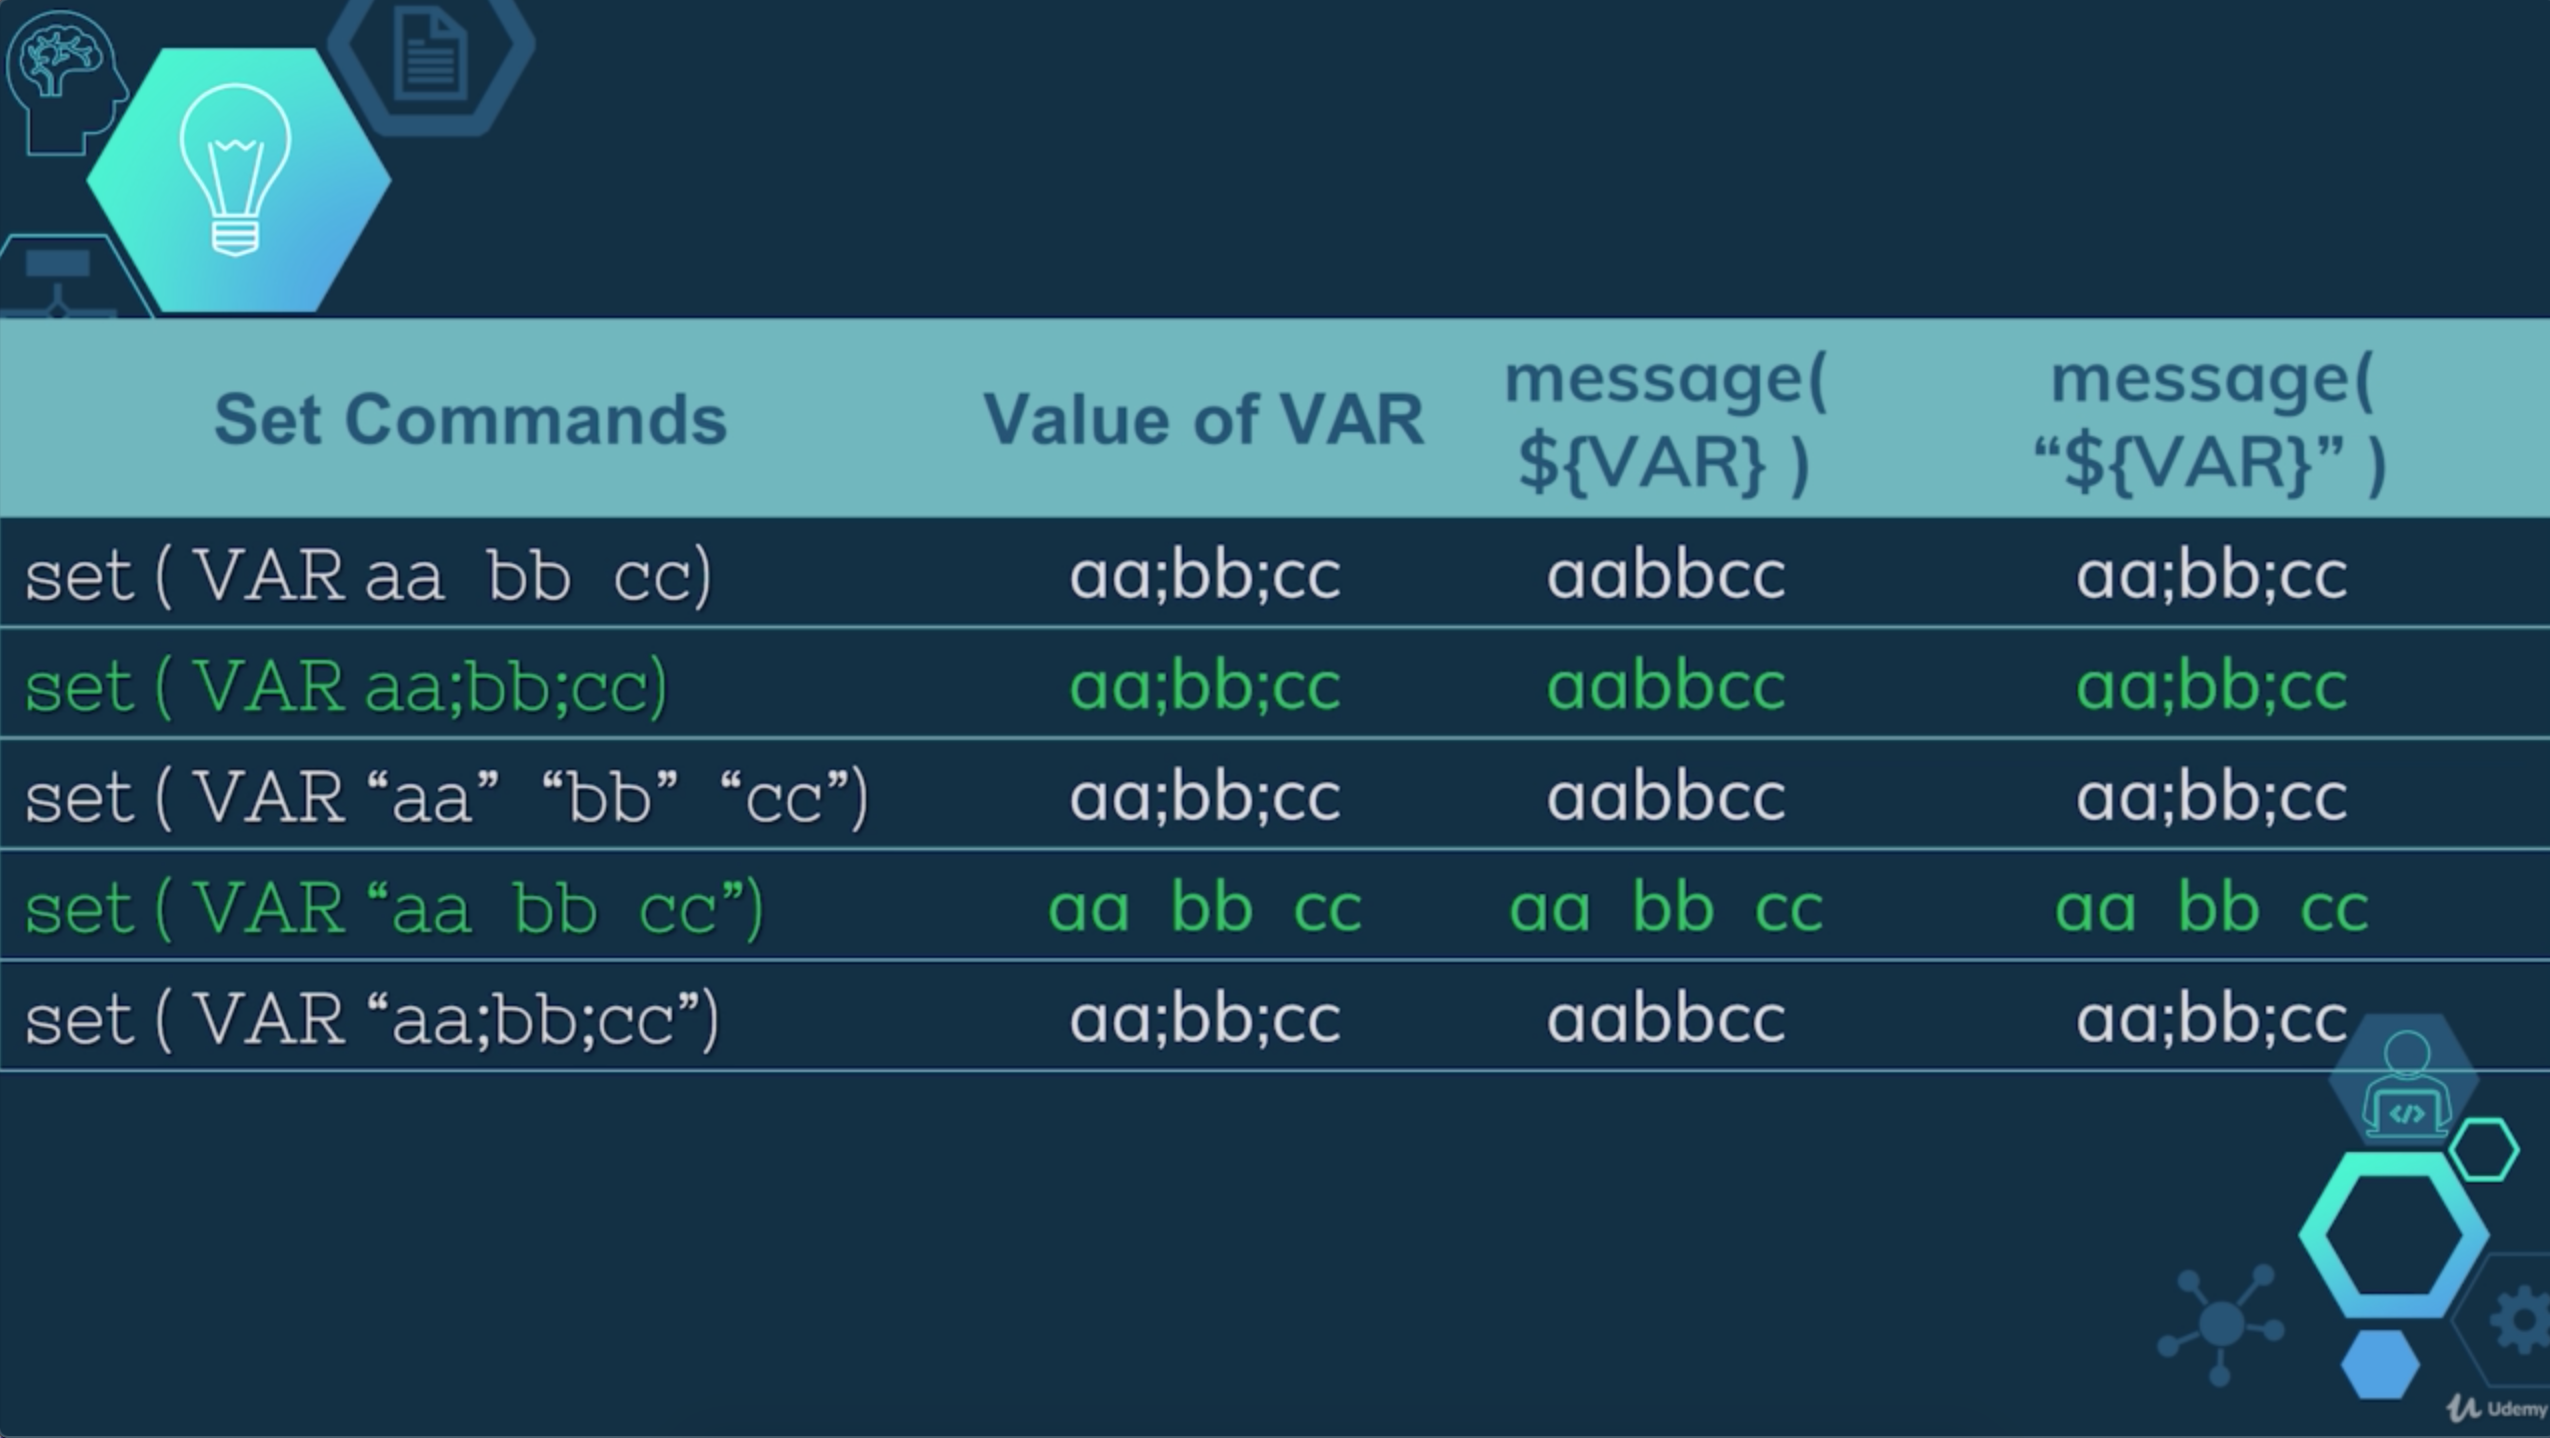 Set Commands
Value of VAR
message(
${VAR} )
message(
“${VAR}” )
set ( VAR aa bb cc)
aa;bb;cc
aabbcc
aa;bb;cc
set ( VAR aa;bb;cc)
aa;bb;cc
aabbcc
aa;bb;cc
set ( VAR “aa” “bb” “cc”)
aa;bb;cc
aabbcc
aa;bb;cc
set ( VAR “aa bb cc”)
aa bb cc
aa bb cc
aa bb cc
set ( VAR “aa;bb;cc”)
aa;bb;cc
aabbcc
aa;bb;cc
</>
Udemy